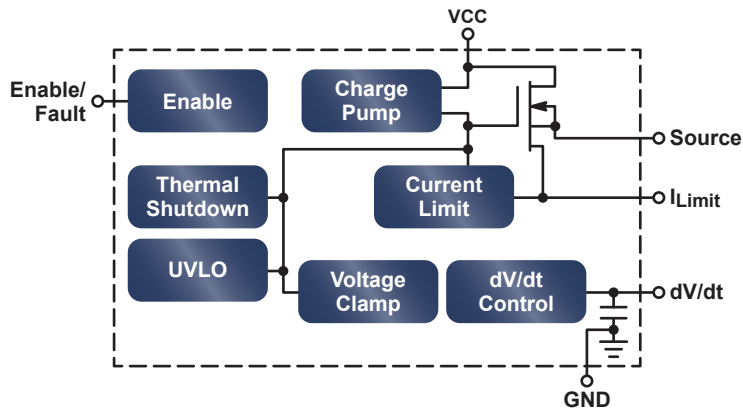 VCC
Enable/
Fault
Enable
Charge
Pump
Source
Thermal
Shutdown
Current
Limit
ILimit
UVLO
Voltage
Clamp
dV/dt
Control
dV/dt
GND